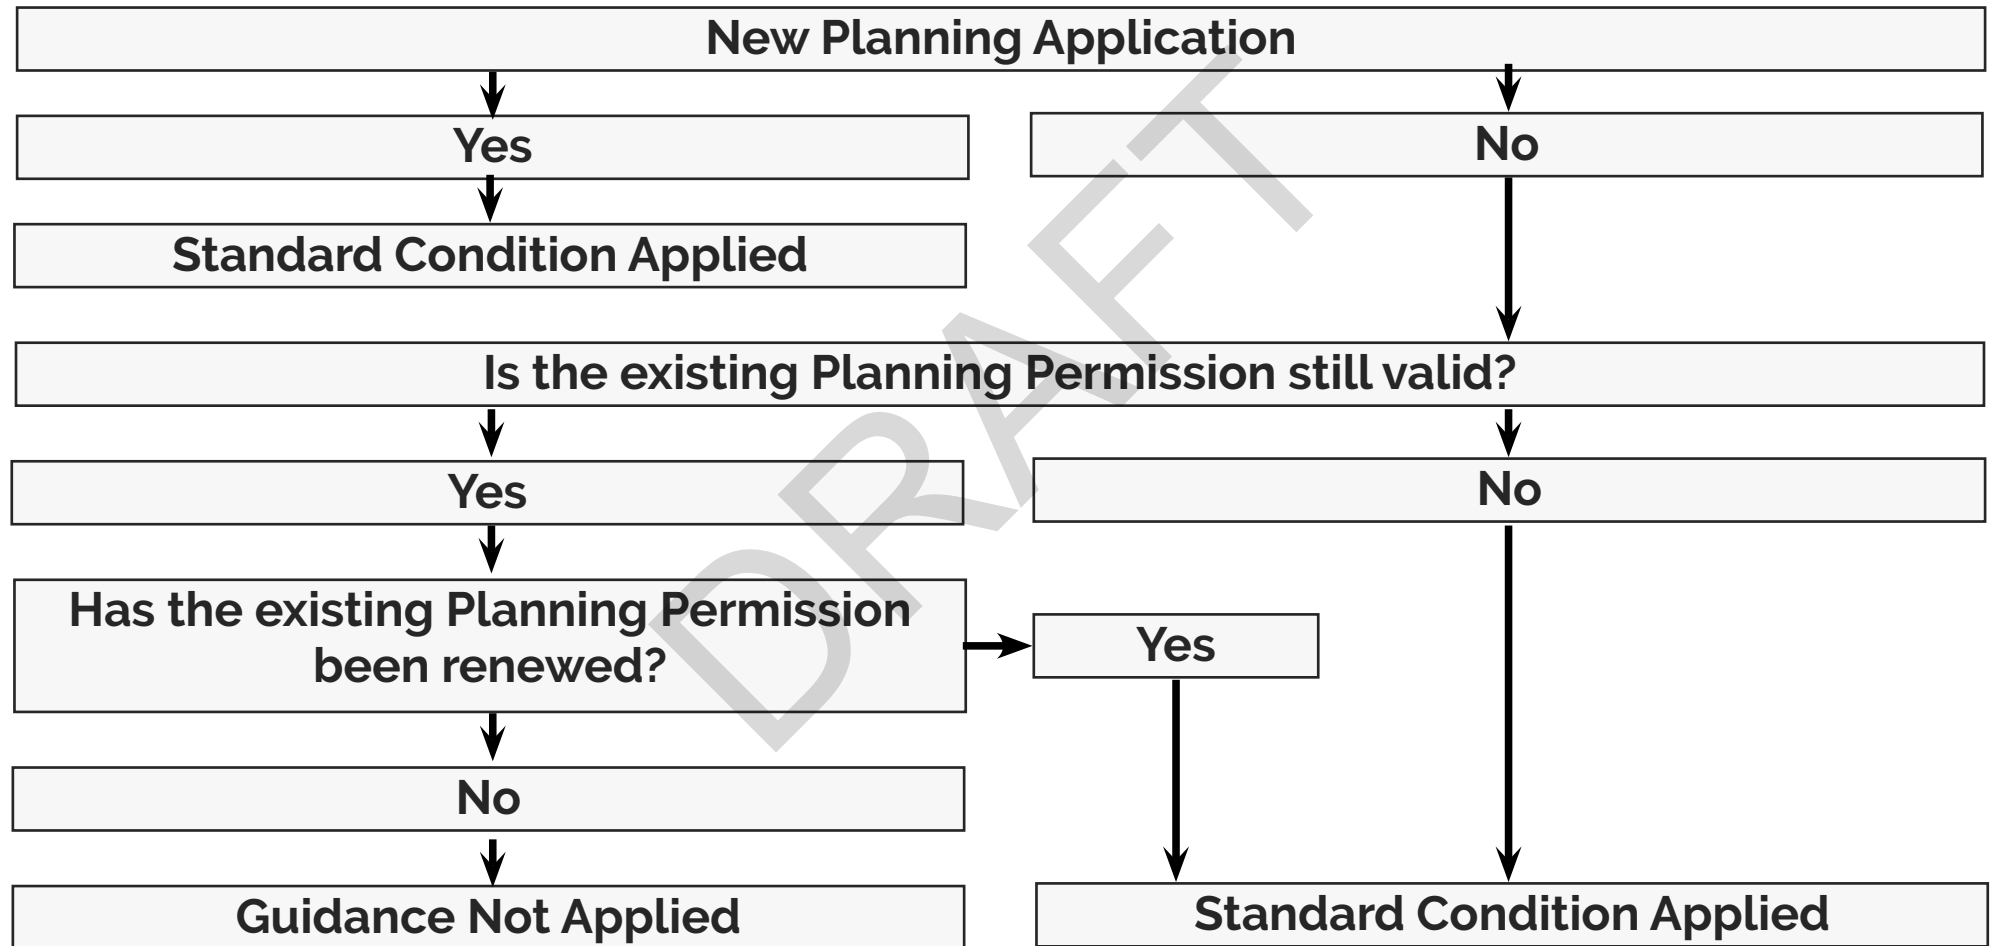 New Planning Application
Yes
No
Standard Condition Applied
Is the existing Planning Permission still valid?
Yes
No
Has the existing Planning Permission
been renewed?
Yes
No
Guidance Not Applied
Standard Condition Applied
DRAFT